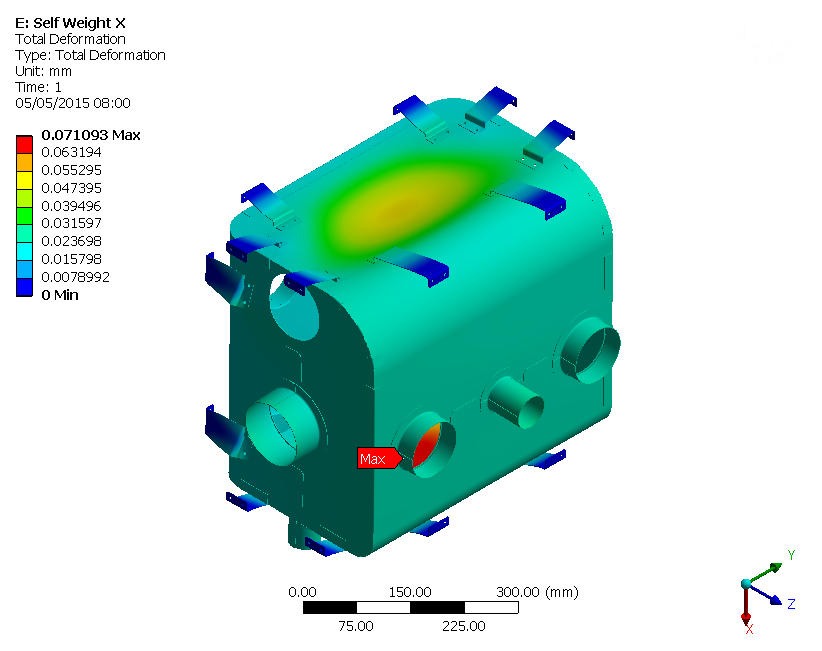 E: Self Weight X
Total Deformation
Type: Total Deformation
Unit: mm
Time: 1
05/05/2015 08:00
0.071093 Max
0.063194
0.055295
0.047395
0.039496
0.031597
0.023698
0.015798
0.0078992
0 Min
Max
0.00 150.00 300.00 (mm)
75.00 225.00
Y
Z
X